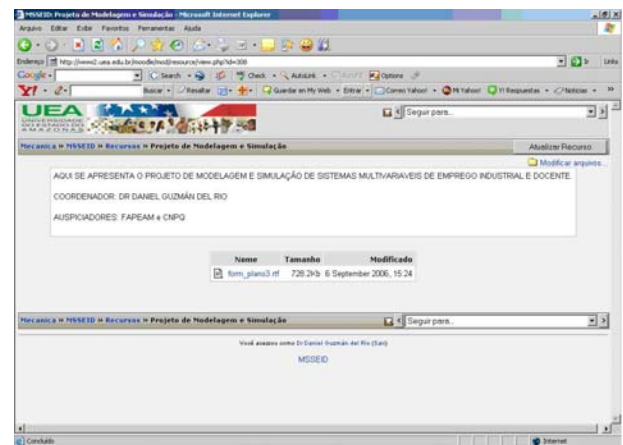 MSSEID: Projeto de Modelagem e Simulação - Microsoft Internet Explorer
Arquivo Editar Exibir Favoritos Ferramentas Ajuda
Endereço http://www2.uea.edu.br/moodle/mod/resource/view.php?id=308 Ir Links
Google Search Check AutoLink Options
Y! Buscar Resaltar Guardar en My Web Entrar Correo Yahoo! Mi Yahoo! Respuestas Noticias
UEA
UNIVERSIDADE
DO ESTADO DO
AMAZONAS
Seguir para...
Mecanica » MSSEID » Recursos » Projeto de Modelagem e Simulação Atualizar Recurso
Modificar arquivos...
AQUI SE APRESENTA O PROJETO DE MODELAGEM E SIMULAÇÃO DE SISTEMAS MULTIVARIAVEIS DE EMPREGO INDUSTRIAL E DOCENTE.
COORDENADOR: DR DANIEL GUZMÁN DEL RIO
AUSPICIADORES: FAPEAM e CNPQ
Name Tamanho Modificado
form_plano3.rtf 728.2Kb 6 September 2006, 15:24
Mecanica » MSSEID » Recursos » Projeto de Modelagem e Simulação Seguir para...
Você acessou como Dr Daniel Guzmán del Rio (Sair)
MSSEID
Concluído Internet